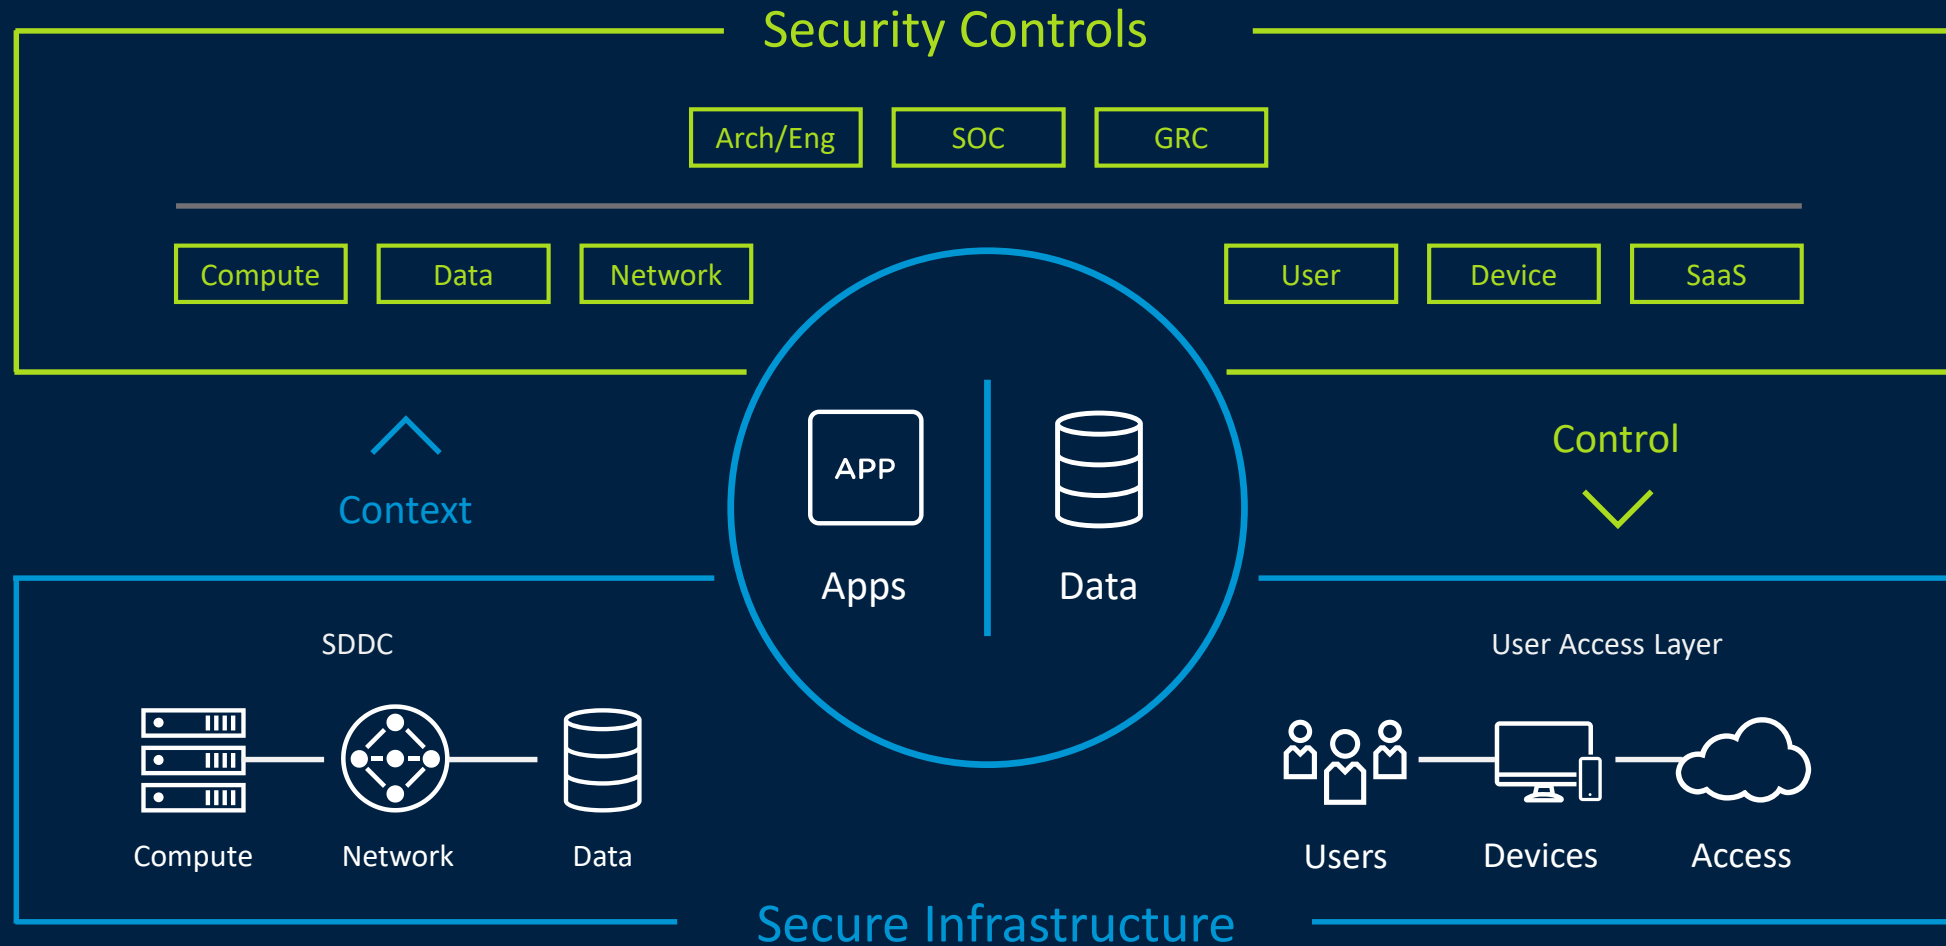 Security Controls
Arch/Eng SOC GRC
Compute Data Network User Device SaaS
APP
Apps Data
Context
Control
SDDC
Compute Network Data
User Access Layer
Users Devices Access
Secure Infrastructure